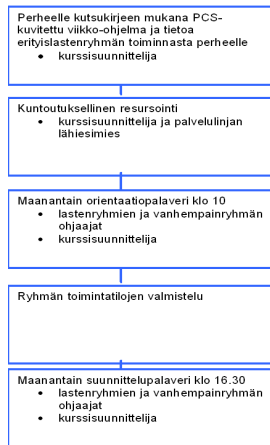 Perheelle kutsukirjeen mukana PCS-
kuvitettu viikko-ohjelma ja tietoa
erityislastenryhmän toiminnasta perheelle
• kurssisuunnittelija
Kuntoutuksellinen resursointi
• kurssisuunnittelija ja palvelulinjan
lähiesimies
Maanantain orientaatiopalaveri klo 10
• lastenryhmien ja vanhempainryhmän
ohjaajat
• kurssisuunnittelija
Ryhmän toimintatilojen valmistelu
Maanantain suunnittelupalaveri klo 16.30
• lastenryhmien ja vanhempainryhmän
ohjaajat
• kurssisuunnittelija